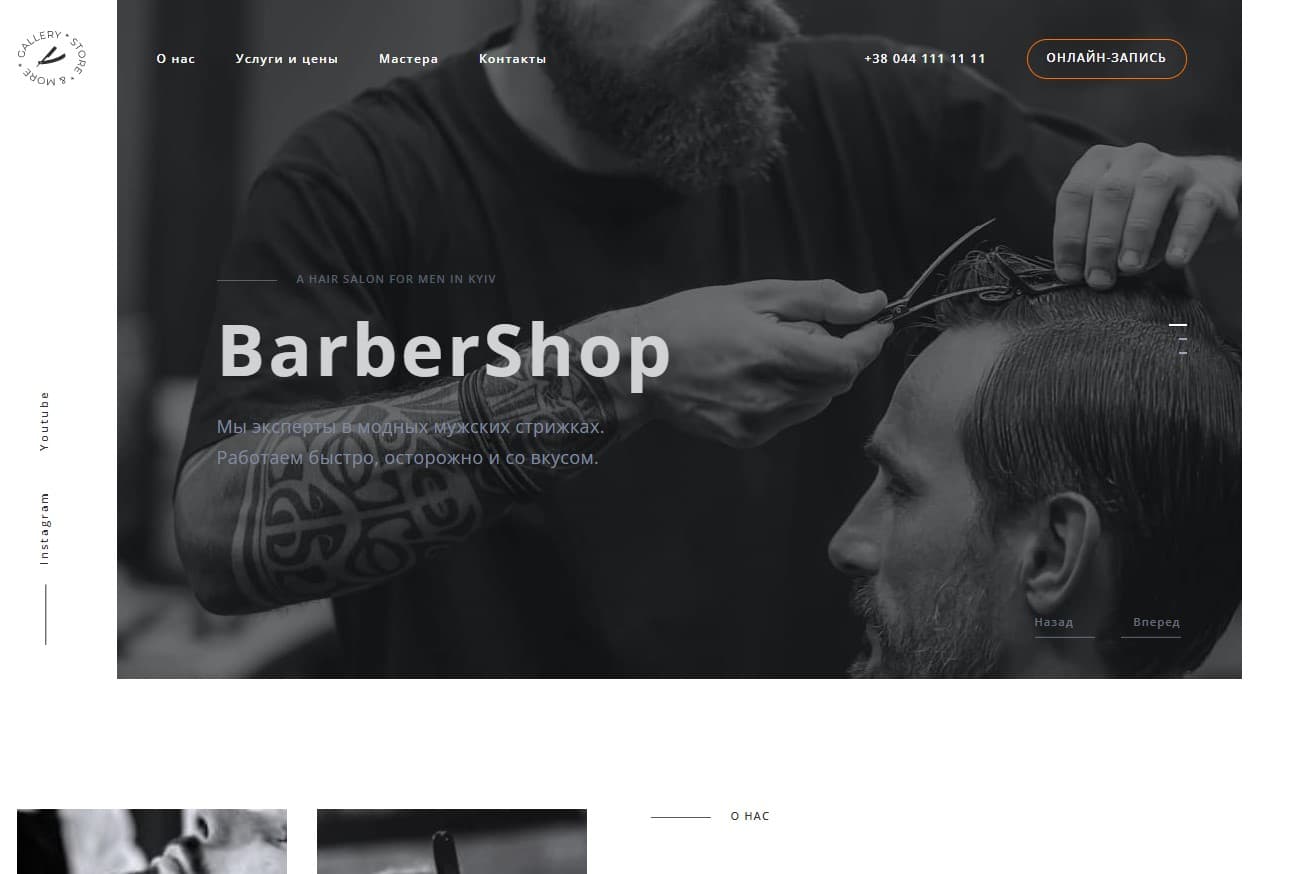 GALLERY • STORE • & MORE •
О нас
Услуги и цены
Мастера
Контакты
+38 044 111 11 11
ОНЛАЙН-ЗАПИСЬ
A HAIR SALON FOR MEN IN KYIV
BarberShop
Мы эксперты в модных мужских стрижках.
Работаем быстро, осторожно и со вкусом.
Youtube
Instagram
Назад
Вперед
О НАС